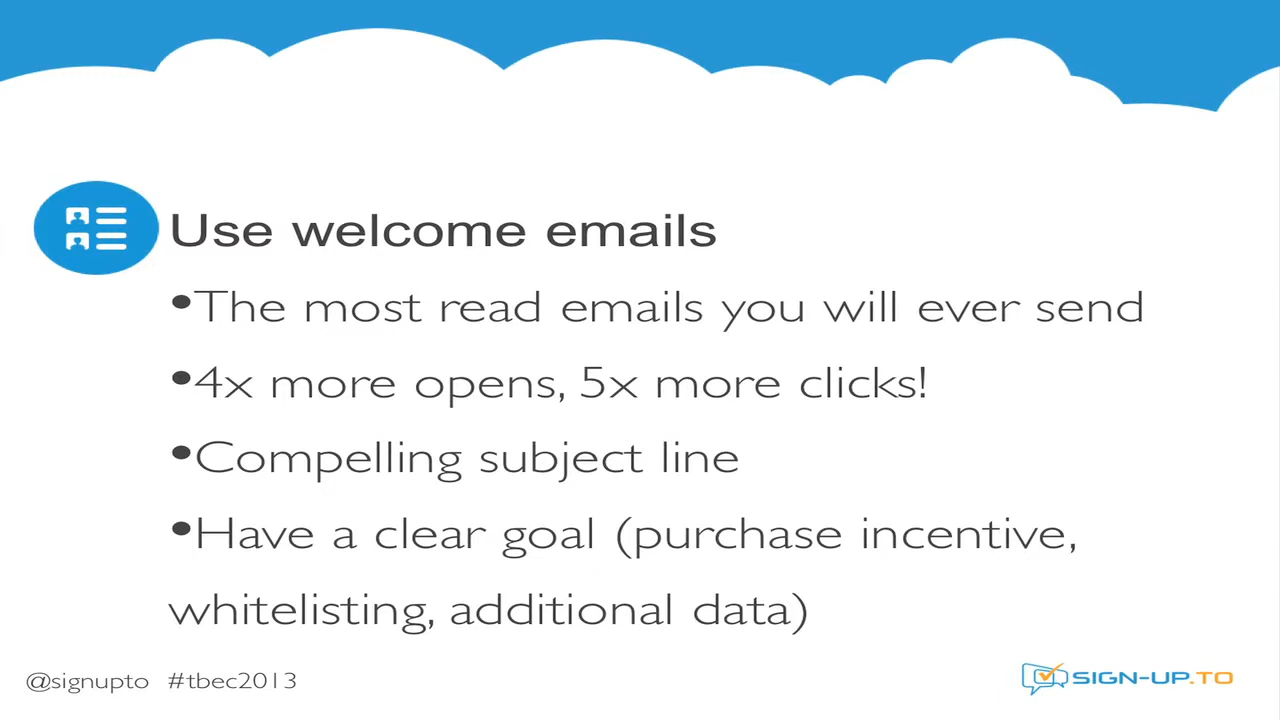 Use welcome emails
•The most read emails you will ever send
•4x more opens, 5x more clicks!
•Compelling subject line
•Have a clear goal (purchase incentive,
whitelisting, additional data)
@signupto #tbec2013
SIGN-UP.TO